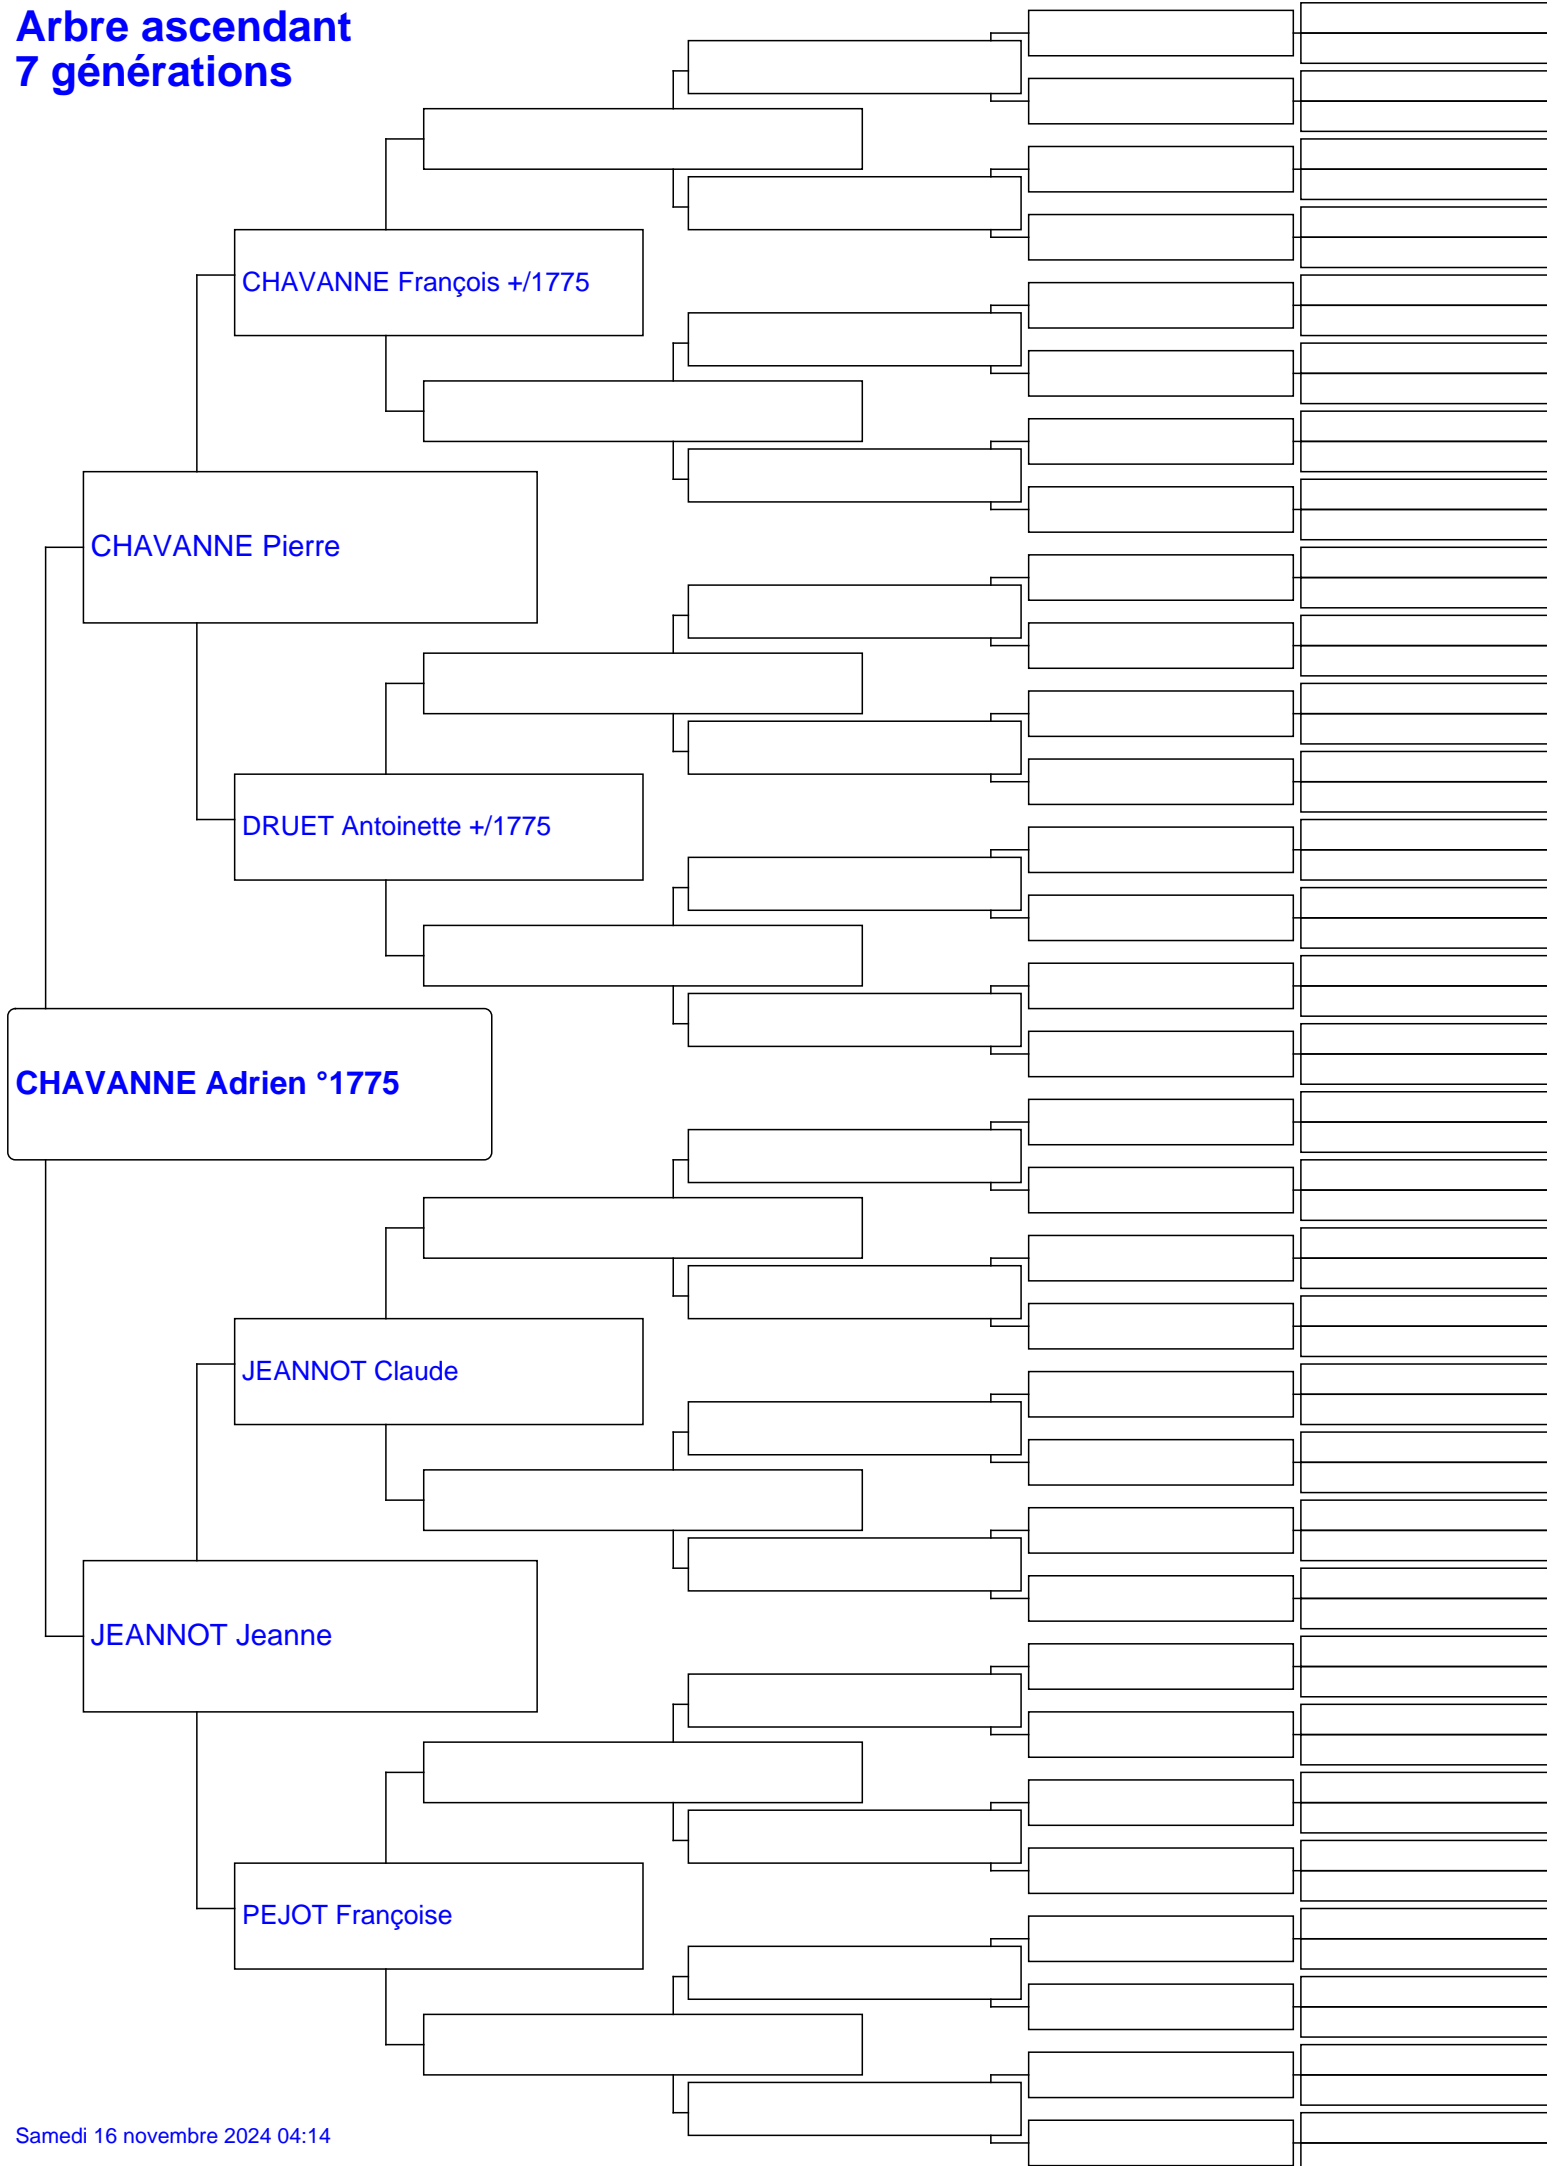 Arbre ascendant
7 générations
CHAVANNE François +/1775
CHAVANNE Pierre
DRUET Antoinette +/1775
CHAVANNE Adrien °1775
JEANNOT Claude
JEANNOT Jeanne
PEJOT Françoise
Samedi 16 novembre 2024 04:14